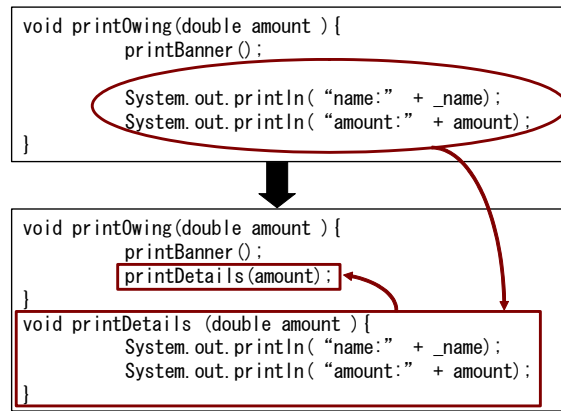 void printOwing(double amount ){
printBanner();
System.out.println( “name:” + _name);
System.out.println( “amount:” + amount);
}
void printOwing(double amount ){
printBanner();
printDetails(amount);
}
void printDetails (double amount ){
System.out.println( “name:” + _name);
System.out.println( “amount:” + amount);
}